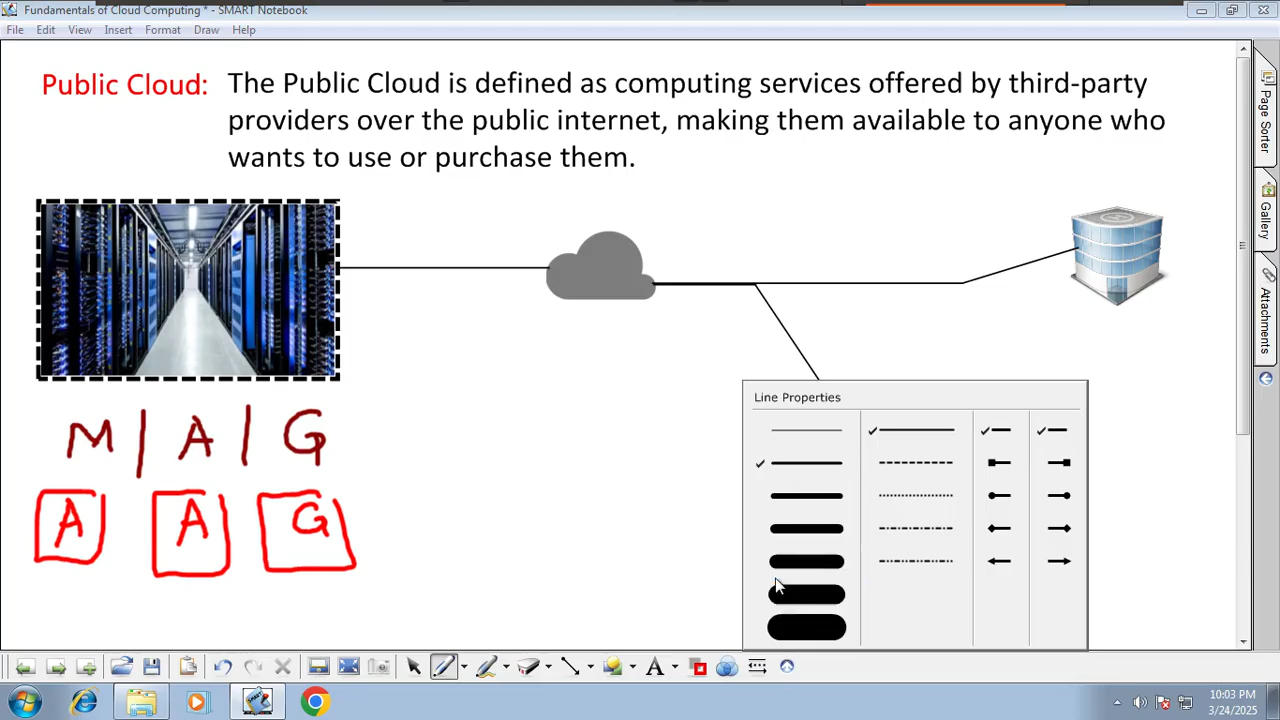 Fundamentals of Cloud Computing * - SMART Notebook
File Edit View Insert Format Draw Help
Public Cloud: The Public Cloud is defined as computing services offered by third-party
providers over the public internet, making them available to anyone who
wants to use or purchase them.
M | A | G
A A G
Line Properties
Page Sorter
Gallery
Attachments
A
10:03 PM
3/24/2025